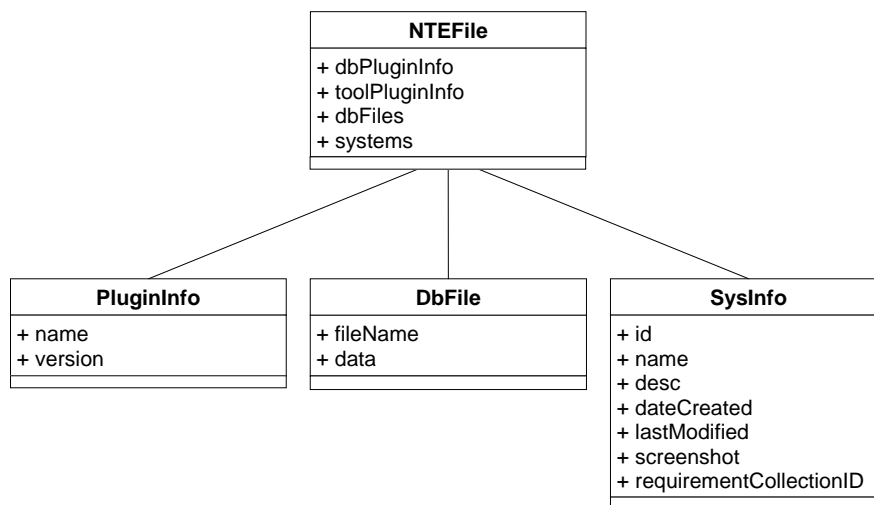 NTEFile
+ dbPluginInfo
+ toolPluginInfo
+ dbFiles
+ systems
PluginInfo
+ name
+ version
DbFile
+ fileName
+ data
SysInfo
+ id
+ name
+ desc
+ dateCreated
+ lastModified
+ screenshot
+ requirementCollectionID